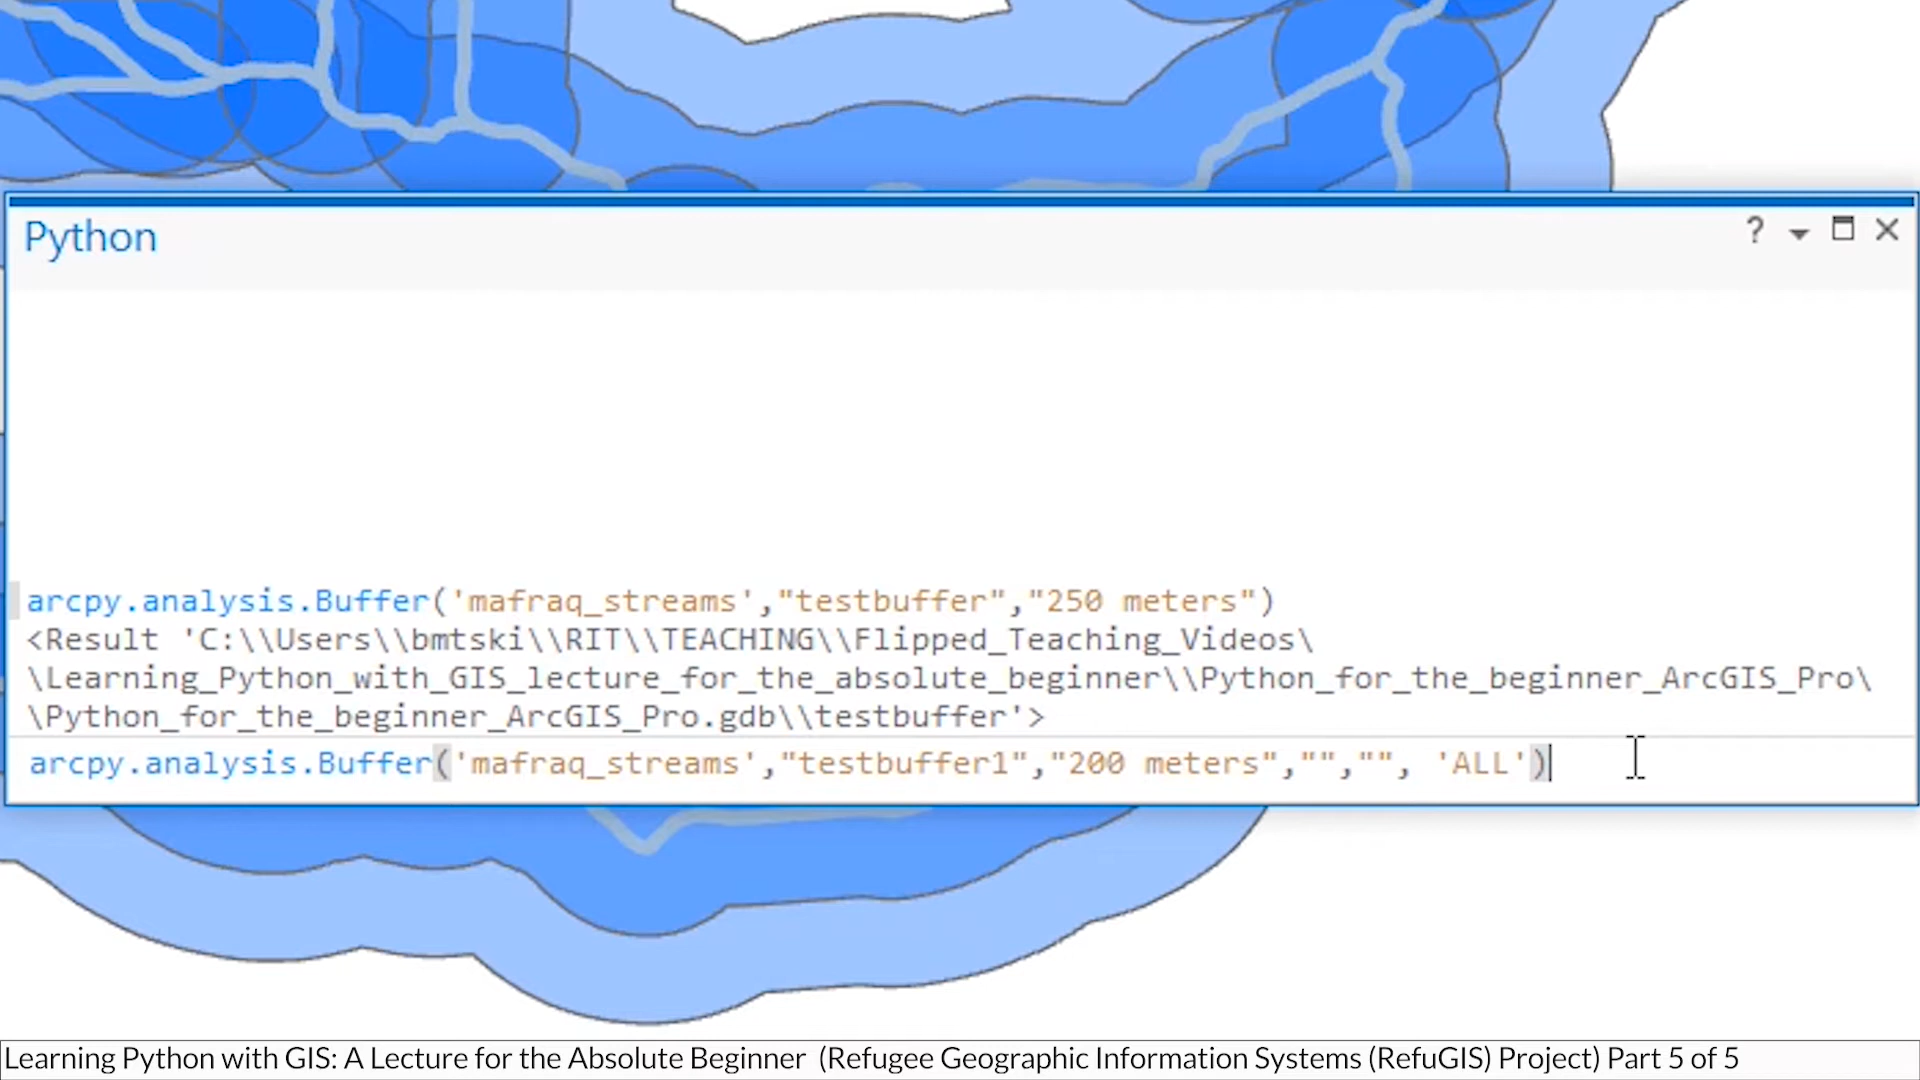 Python
?
arcpy.analysis.Buffer('mafraq_streams',"testbuffer","250 meters")
<Result 'C:\\Users\\bmtski\\RIT\\TEACHING\\Flipped_Teaching_Videos\
\Learning_Python_with_GIS_lecture_for_the_absolute_beginner\\Python_for_the_beginner_ArcGIS_Pro\
\Python_for_the_beginner_ArcGIS_Pro.gdb\\testbuffer'>
arcpy.analysis.Buffer('mafraq_streams',"testbuffer1","200 meters","","", 'ALL')
Learning Python with GIS: A Lecture for the Absolute Beginner  (Refugee Geographic Information Systems (RefuGIS) Project) Part 5 of 5